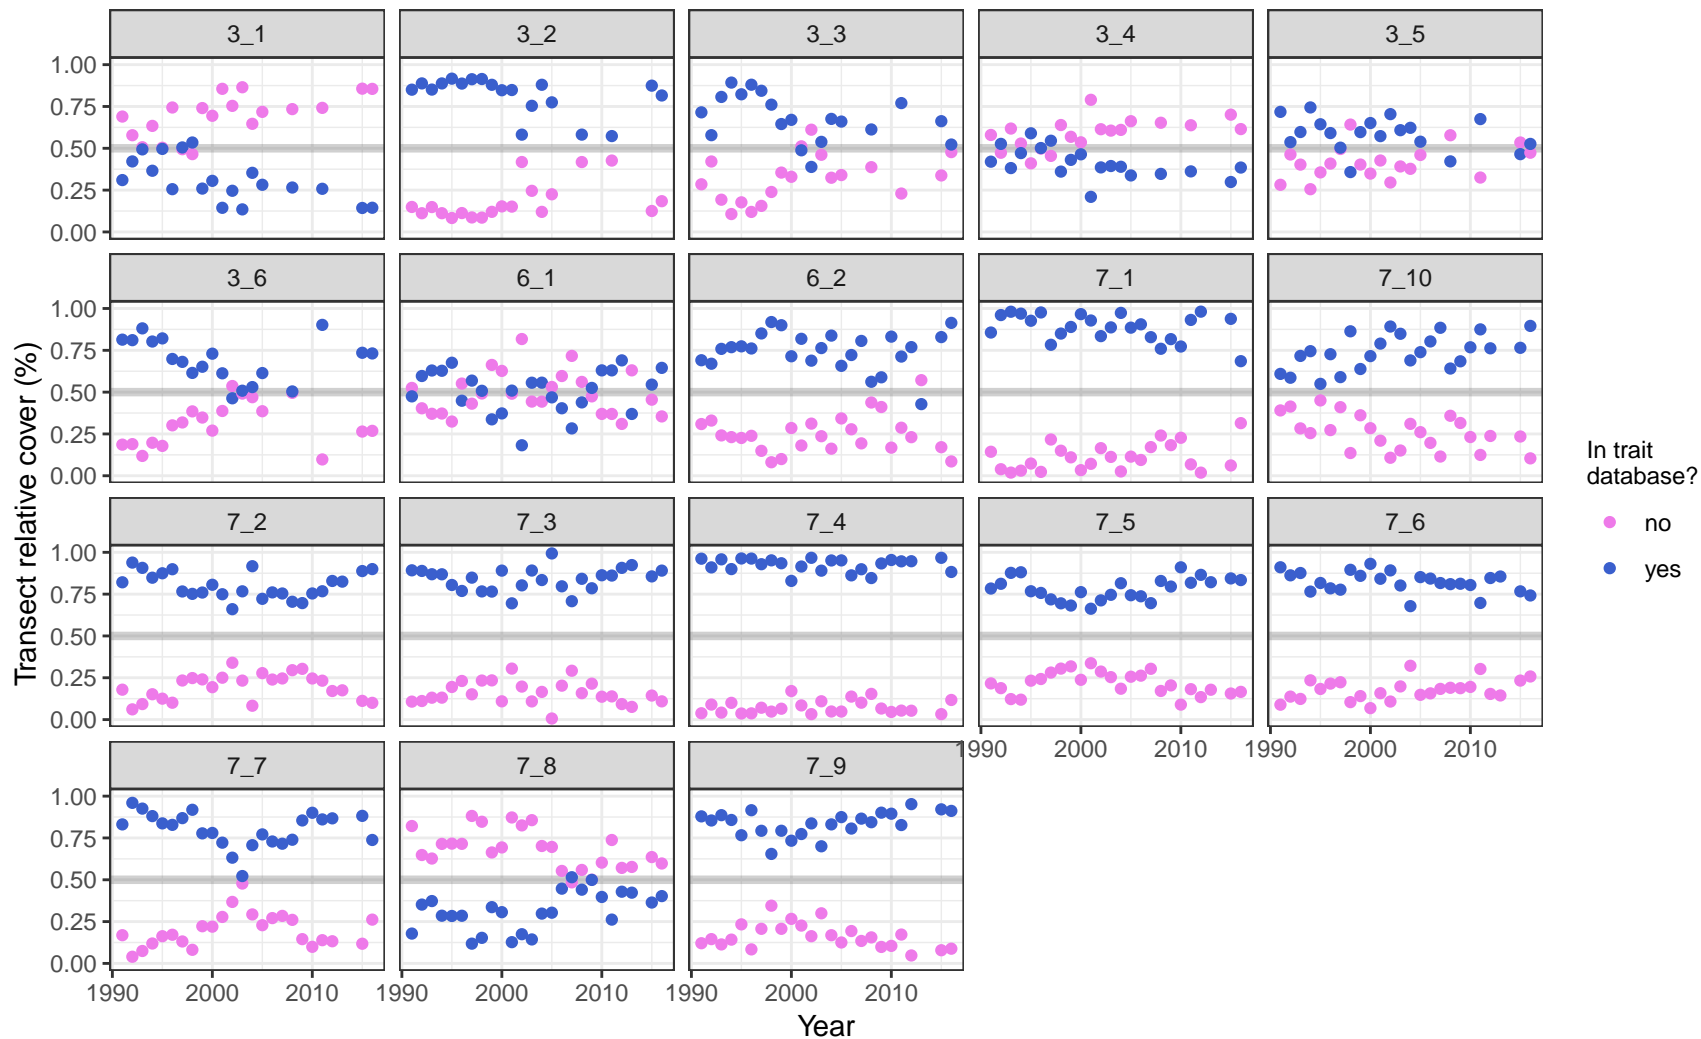 3_1 3_2 3_3 3_4 3_5
1.00
0.75
0.50
0.25
0.00
3_6 6_1 6_2 7_1 7_10
1.00
0.75
0.50
0.25
0.00
7_2 7_3 7_4 7_5 7_6
1.00
0.75
0.50
0.25
0.00
1990 2000 2010 1990 2000 2010
7_7 7_8 7_9
1.00
0.75
0.50
0.25
0.00
1990 2000 2010 1990 2000 2010 1990 2000 2010
Year
Transect relative cover (%)
In trait
database?
no
yes